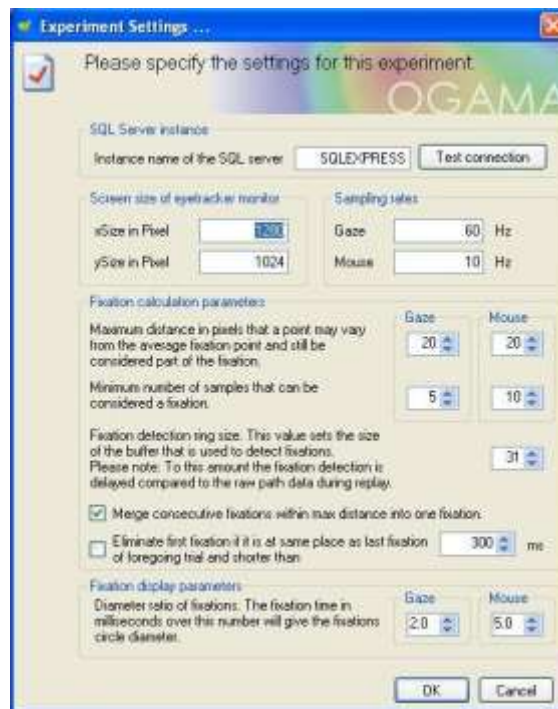 Experiment Settings ...
Please specify the settings for this experiment.
OGAMA
SQL Server instance
Instance name of the SQL server SQLEXPRESS Test connection
Screen size of eyetracker monitor
xSize in Pixel 1280
ySize in Pixel 1024
Sampling rates
Gaze 60 Hz
Mouse 10 Hz
Fixation calculation parameters
Gaze Mouse
Maximum distance in pixels that a point may vary
from the average fixation point and still be
considered part of the fixation.
20 20
Minimum number of samples that can be
considered a fixation.
5 10
Fixation detection ring size. This value sets the size
of the buffer that is used to detect fixations.
Please note: To this amount the fixation detection is
delayed compared to the raw path data during replay.
31
Merge consecutive fixations within max distance into one fixation.
Eliminate first fixation if it is at same place as last fixation
of foregoing trial and shorter than
300 ms
Fixation display parameters
Gaze Mouse
Diameter ratio of fixations. The fixation time in
milliseconds over this number will give the fixations
circle diameter.
2.0 5.0
OK Cancel